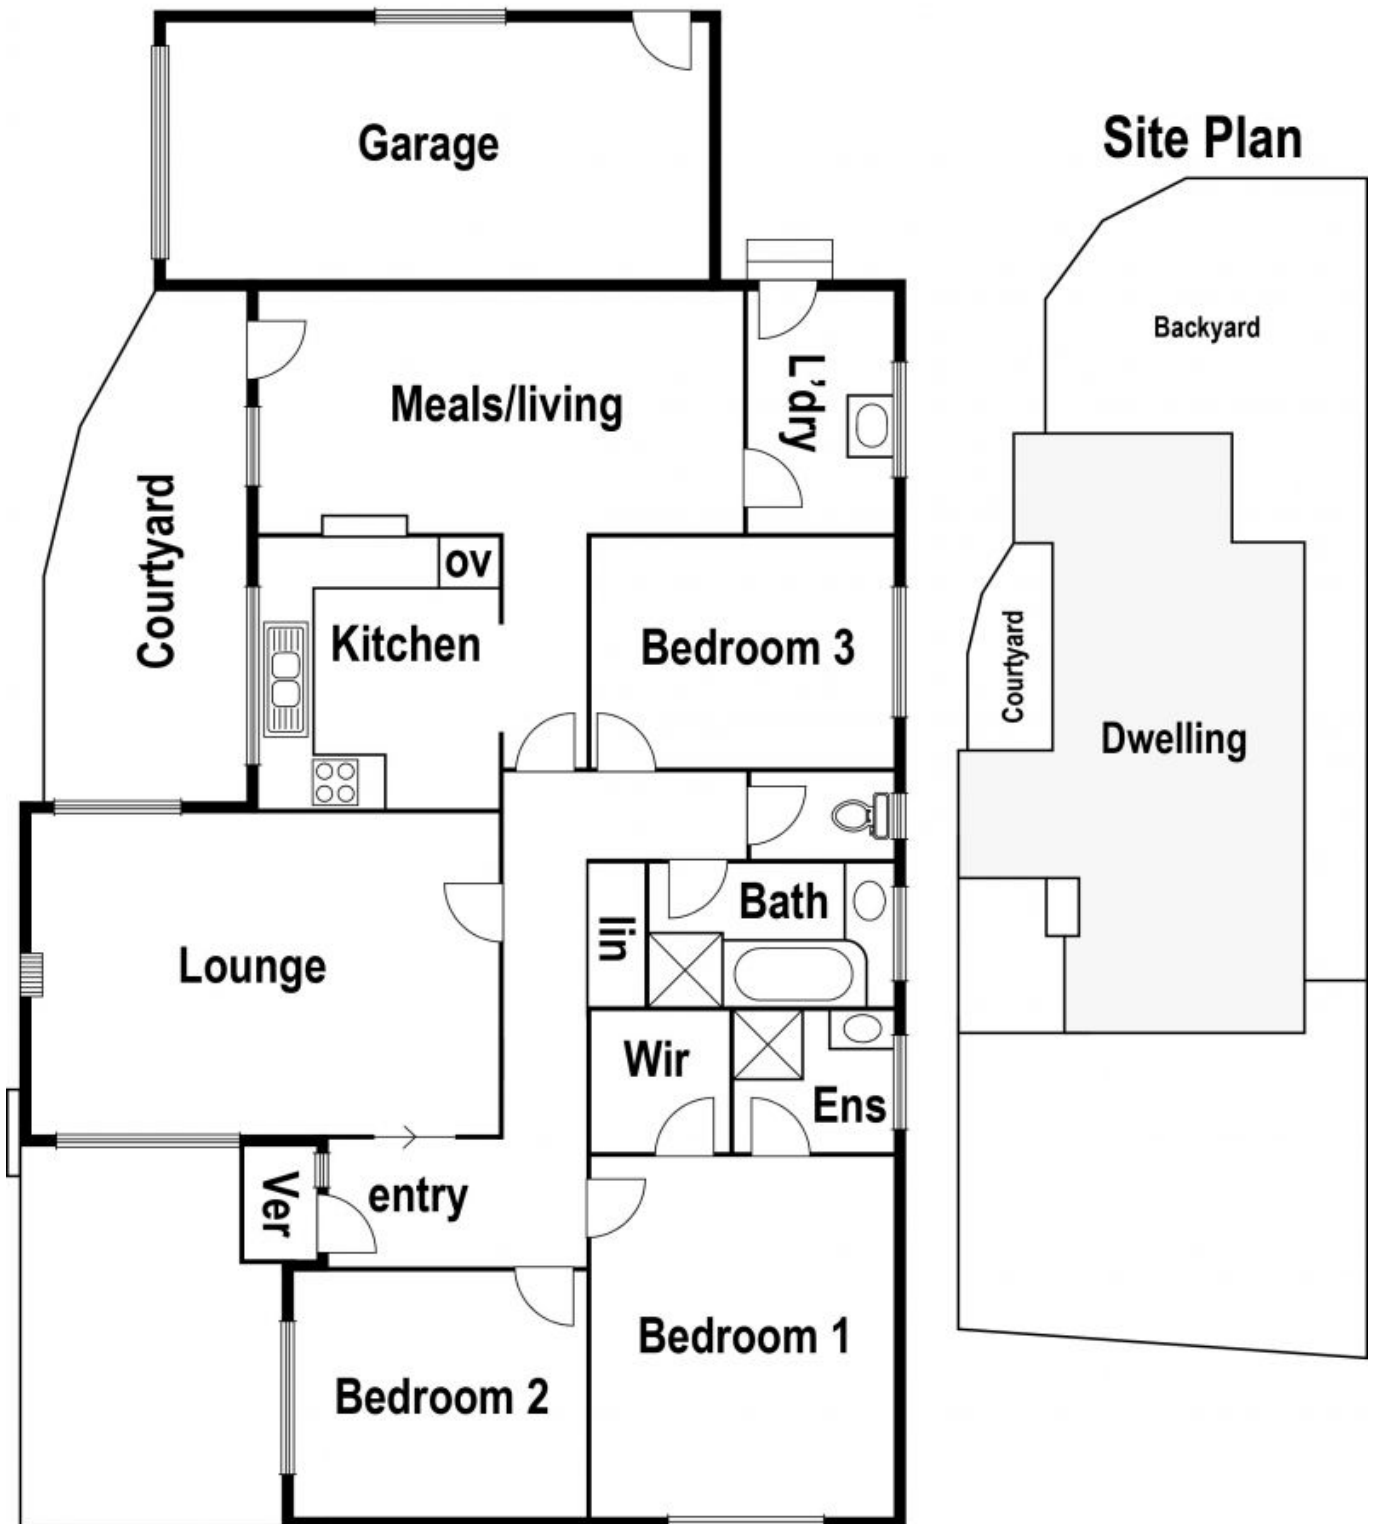 Garage
Site Plan
Backyard
Meals/living
L'dry
Courtyard
ov
Kitchen
Bedroom 3
Courtyard
Dwelling
Bath
lin
Lounge
Wir
Ens
Ver
entry
Bedroom 1
Bedroom 2